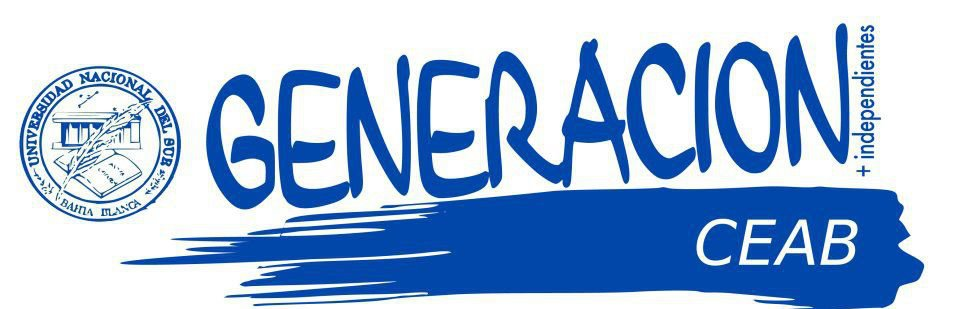 UNIVERSIDAD NACIONAL DEL SUR
BAHIA BLANCA
GENERACION
+ independientes
CEAB